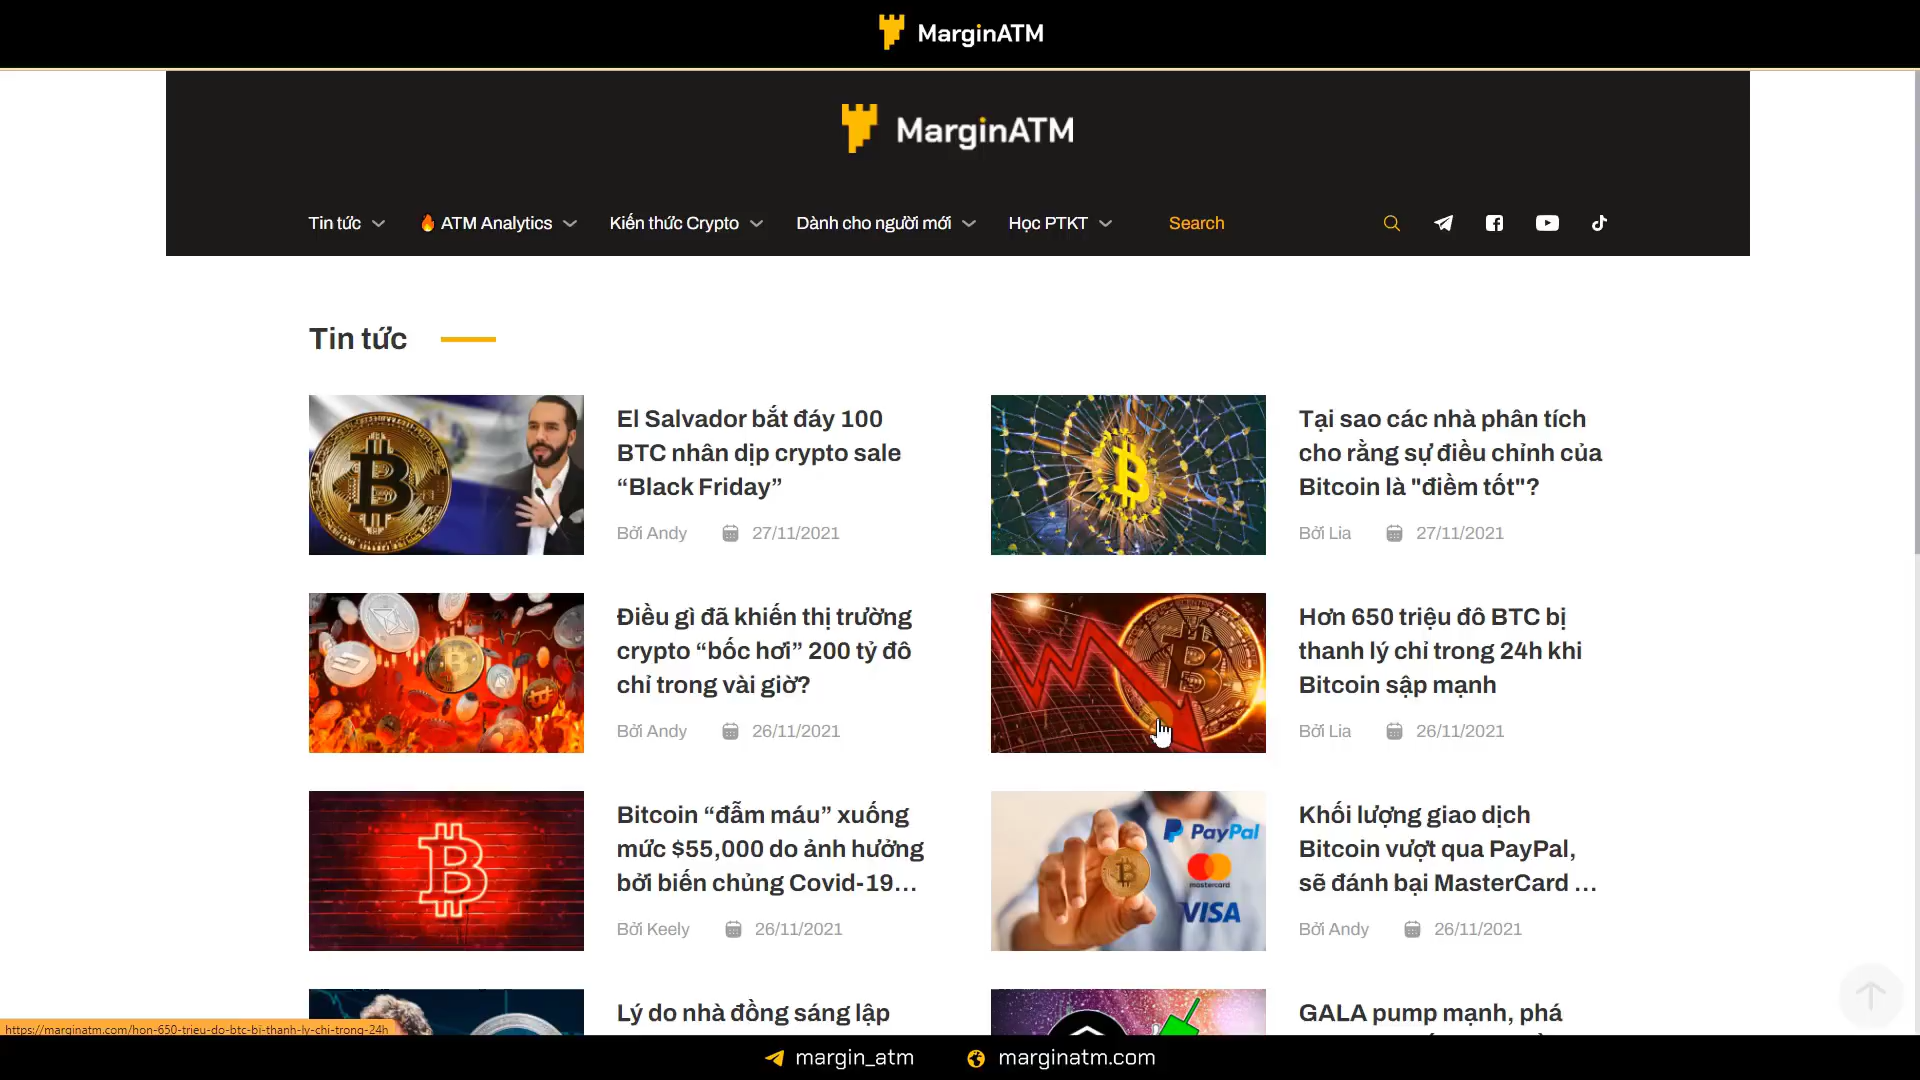 MarginATM
MarginATM
Tin tức
ATM Analytics
Kiến thức Crypto
Dành cho người mới
Học PTKT
Search
Tin tức
El Salvador bắt đáy 100
BTC nhân dịp crypto sale
“Black Friday”
Bởi Andy
27/11/2021
Tại sao các nhà phân tích
cho rằng sự điều chỉnh của
Bitcoin là "điềm tốt"?
Bởi Lia
27/11/2021
Điều gì đã khiến thị trường
crypto “bốc hơi” 200 tỷ đô
chỉ trong vài giờ?
Bởi Andy
26/11/2021
Hơn 650 triệu đô BTC bị
thanh lý chỉ trong 24h khi
Bitcoin sập mạnh
Bởi Lia
26/11/2021
Bitcoin “đẫm máu” xuống
mức $55,000 do ảnh hưởng
bởi biến chủng Covid-19...
Bởi Keely
26/11/2021
PayPal
mastercard
VISA
Khối lượng giao dịch
Bitcoin vượt qua PayPal,
sẽ đánh bại MasterCard ...
Bởi Andy
26/11/2021
Lý do nhà đồng sáng lập
GALA pump mạnh, phá
https://marginatm.com/hon-650-trieu-do-btc-bi-thanh-ly-chi-trong-24h
margin_atm
marginatm.com